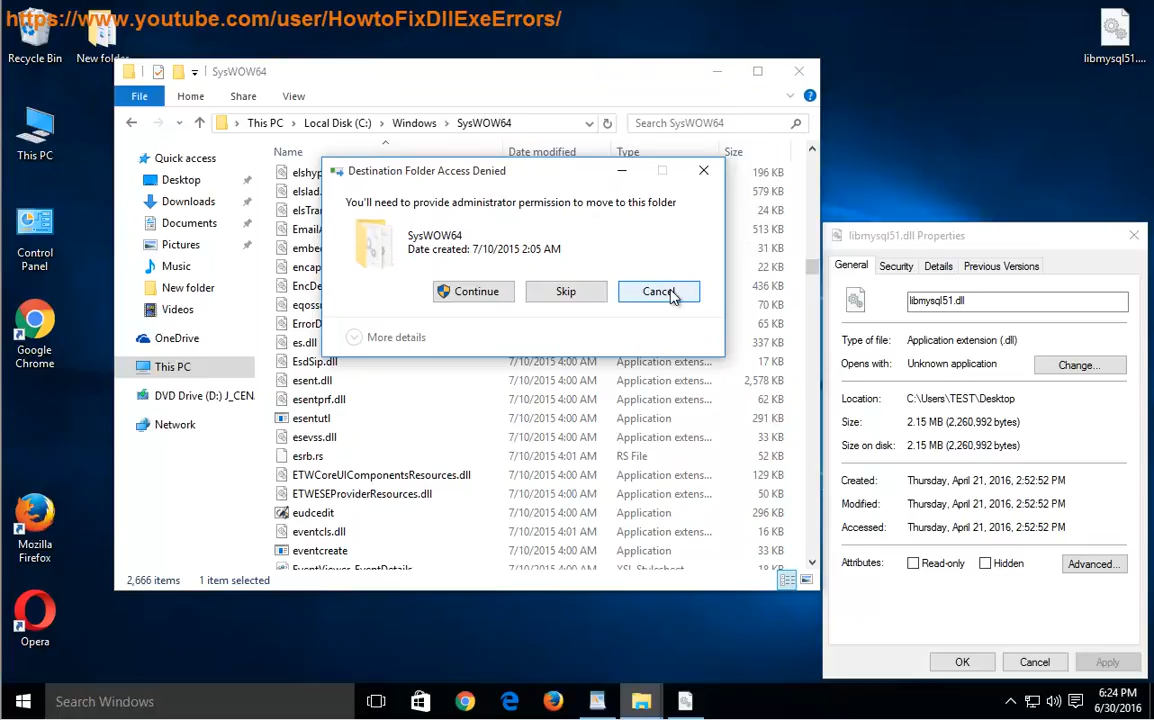 https://www.youtube.com/user/HowtoFixDllExeErrors/
Recycle Bin
New folder
libmysql51....
This PC
Control
Panel
Google
Chrome
Mozilla
Firefox
Opera
SysWOW64
File Home Share View
This PC > Local Disk (C:) > Windows > SysWOW64
Search SysWOW64
Quick access
Desktop
Downloads
Documents
Pictures
Music
New folder
Videos
OneDrive
This PC
DVD Drive (D:) J_CEN
Network
Name Date modified Type Size
196 KB
elslad. 579 KB
elsTra 24 KB
EmailA 513 KB
embe 31 KB
encap 22 KB
EncDe 436 KB
eqoss 70 KB
ErrorD 65 KB
es.dll 337 KB
EsdSip.dll 7/10/2015 4:00 AM Application extens... 17 KB
esent.dll 7/10/2015 4:00 AM Application extens... 2,578 KB
esentprf.dll 7/10/2015 4:00 AM Application extens... 62 KB
esentutl 7/10/2015 4:00 AM Application 291 KB
esevss.dll 7/10/2015 4:00 AM Application extens... 33 KB
esrb.rs 7/10/2015 4:01 AM RS File 52 KB
ETWCoreUIComponentsResources.dll 7/10/2015 4:00 AM Application extens... 129 KB
ETWESEProviderResources.dll 7/10/2015 4:00 AM Application extens... 50 KB
eudcedit 7/10/2015 4:00 AM Application 296 KB
eventcls.dll 7/10/2015 4:01 AM Application extens... 16 KB
eventcreate 7/10/2015 4:00 AM Application 33 KB
2,666 items 1 item selected
Destination Folder Access Denied
You'll need to provide administrator permission to move to this folder
SysWOW64
Date created: 7/10/2015 2:05 AM
Continue Skip Cancel
More details
libmysql51.dll Properties
General Security Details Previous Versions
libmysql51.dll
Type of file: Application extension (.dll)
Opens with: Unknown application Change...
Location: C:\Users\TEST\Desktop
Size: 2.15 MB (2,260,992 bytes)
Size on disk: 2.15 MB (2,260,992 bytes)
Created: Thursday, April 21, 2016, 2:52:52 PM
Modified: Thursday, April 21, 2016, 2:52:52 PM
Accessed: Thursday, April 21, 2016, 2:52:52 PM
Attributes: Read-only Hidden Advanced...
OK Cancel Apply
Search Windows
6:24 PM
6/30/2016